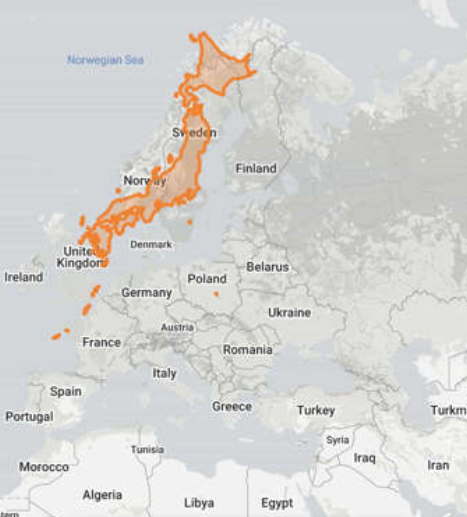 Norwegian Sea
Sweden
Norway
Finland
United
Kingdom
Denmark
Ireland
Poland
Belarus
Germany
Ukraine
Austria
France
Romania
Italy
Spain
Greece
Turkey
Turkm
Portugal
Tunisia
Syria
Morocco
Iraq
Iran
Algeria
Libya
Egypt
tern